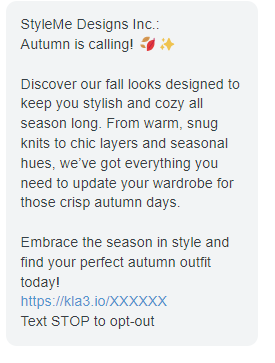 StyleMe Designs Inc.:
Autumn is calling! 🍂✨
Discover our fall looks designed to
keep you stylish and cozy all
season long. From warm, snug
knits to chic layers and seasonal
hues, we’ve got everything you
need to update your wardrobe for
those crisp autumn days.
Embrace the season in style and
find your perfect autumn outfit
today!
https://kla3.io/XXXXXX
Text STOP to opt-out